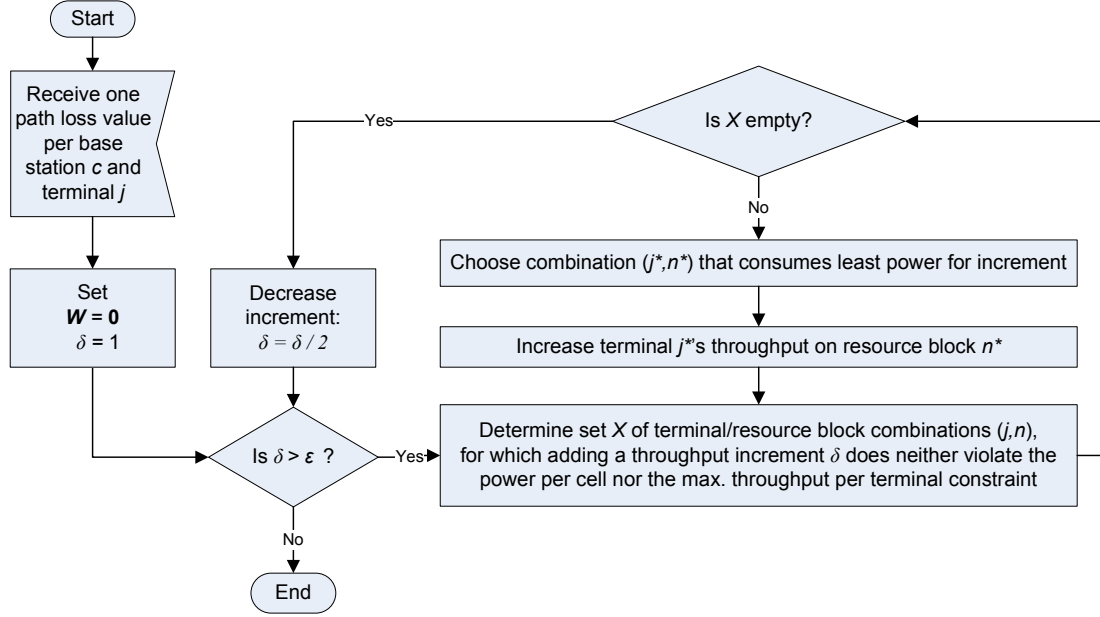 Start
Receive one
path loss value
per base
station c and
terminal j
Set
W = 0
δ = 1
Yes
Decrease
increment:
δ = δ / 2
Is δ > ε ?
Yes
No
End
Is X empty?
No
Choose combination (j*,n*) that consumes least power for increment
Increase terminal j*'s throughput on resource block n*
Determine set X of terminal/resource block combinations (j,n),
for which adding a throughput increment δ does neither violate the
power per cell nor the max. throughput per terminal constraint